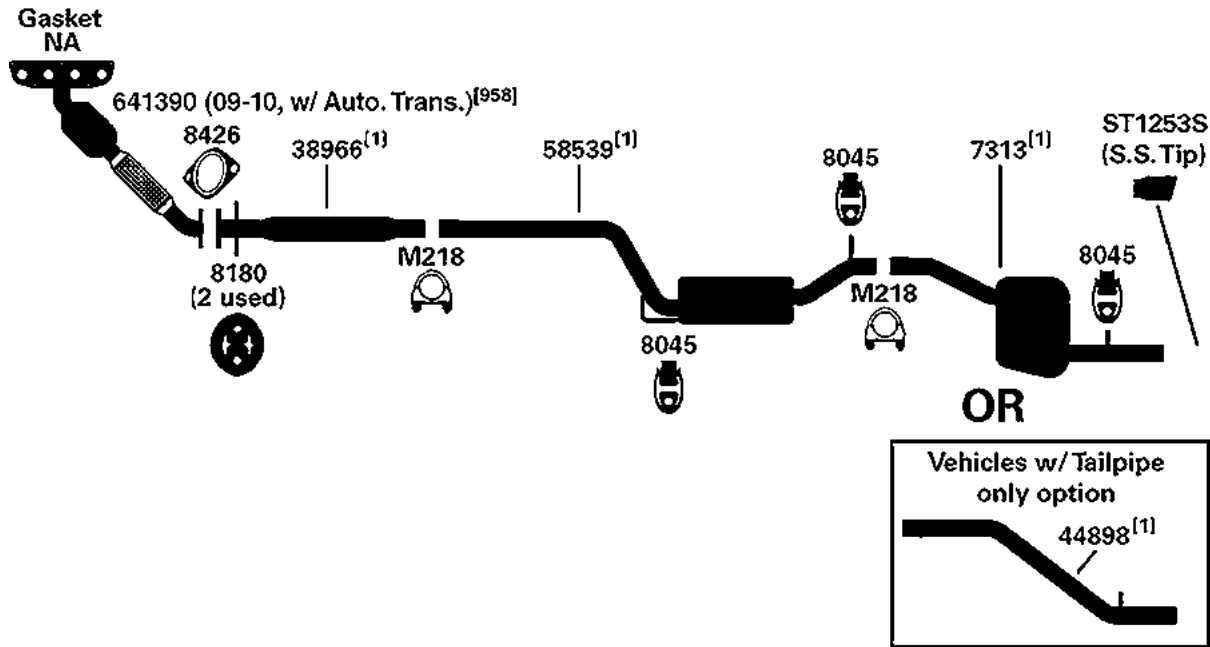 Gasket
NA
641390 (09-10, w/ Auto. Trans.)[958]
8426
38966[1]
58539[1]
8045
7313[1]
ST1253S
(S.S. Tip)
8180
(2 used)
M218
8045
M218
8045
OR
Vehicles w/ Tailpipe
only option
44898[1]